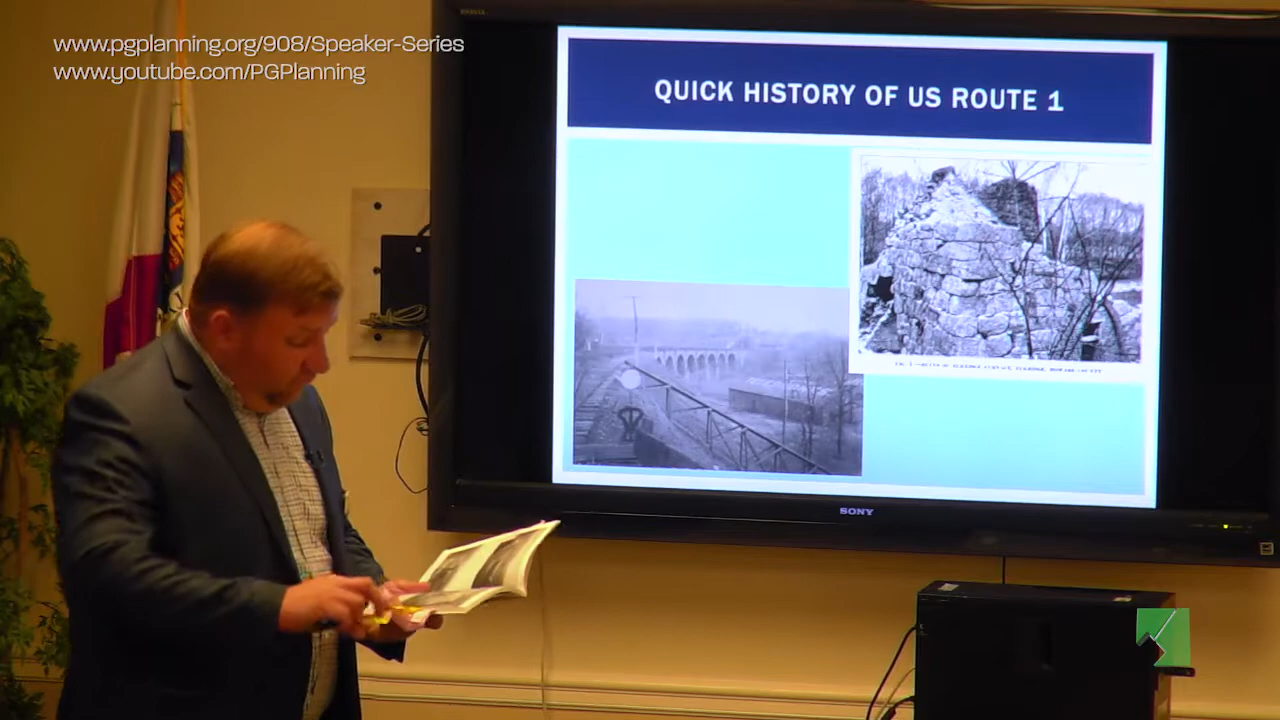 www.pgplanning.org/908/Speaker-Series
www.youtube.com/PGPlanning
QUICK HISTORY OF US ROUTE 1
SONY